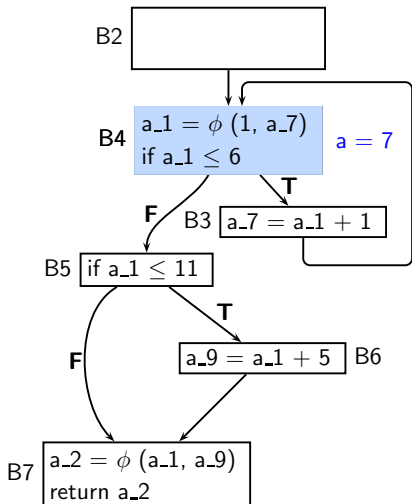 B2
B4
a_1 = ϕ (1, a_7)
if a_1 ≤ 6
a = 7
F
T
B3
a_7 = a_1 + 1
B5
if a_1 ≤ 11
F
T
a_9 = a_1 + 5
B6
B7
a_2 = ϕ (a_1, a_9)
return a_2